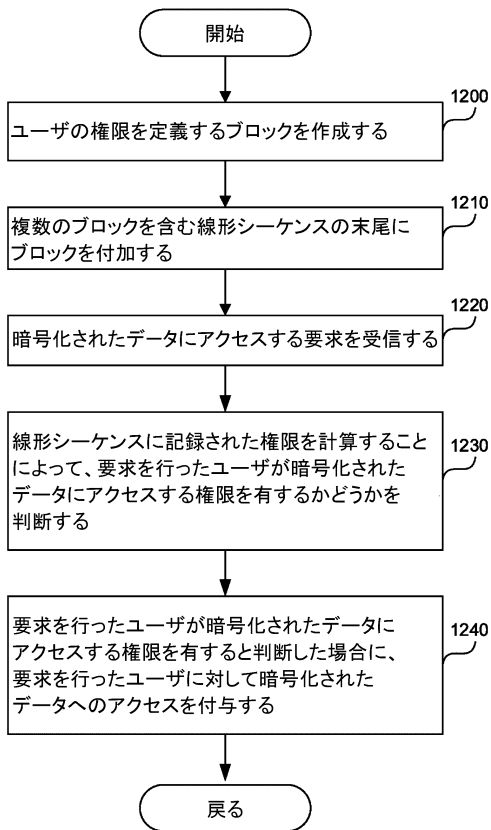 開始
1200
ユーザの権限を定義するブロックを作成する
1210
複数のブロックを含む線形シーケンスの末尾に
ブロックを付加する
1220
暗号化されたデータにアクセスする要求を受信する
1230
線形シーケンスに記録された権限を計算すること
によって、要求を行ったユーザが暗号化された
データにアクセスする権限を有するかどうかを
判断する
1240
要求を行ったユーザが暗号化されたデータに
アクセスする権限を有すると判断した場合に、
要求を行ったユーザに対して暗号化された
データへのアクセスを付与する
戻る